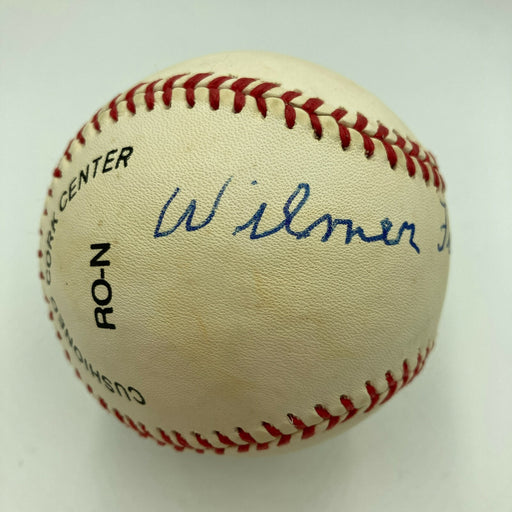 CUSHIONED CORK CENTER
RO-N
Wilmer